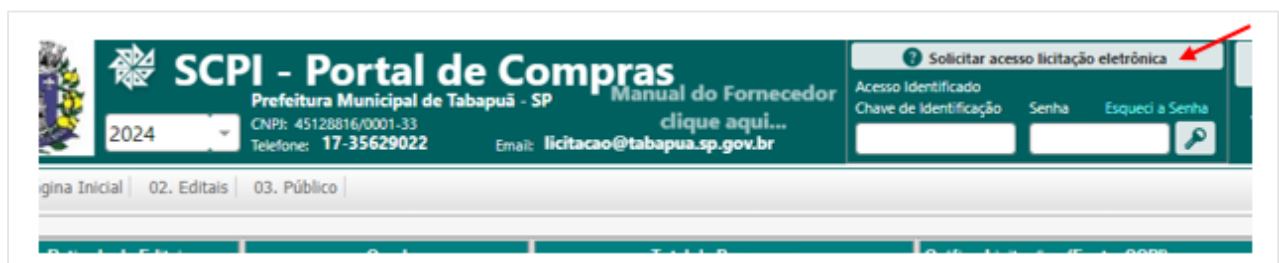 SCPI - Portal de Compras
Prefeitura Municipal de Tabapuã - SP
Manual do Fornecedor
clique aqui...
2024
CNPJ: 45128816/0001-33
Telefone: 17-35629022 Email: licitacao@tabapua.sp.gov.br
Solicitar acesso licitação eletrônica
Acesso Identificado
Chave de Identificação Senha Esqueci a Senha
Inicial 02. Editais 03. Público